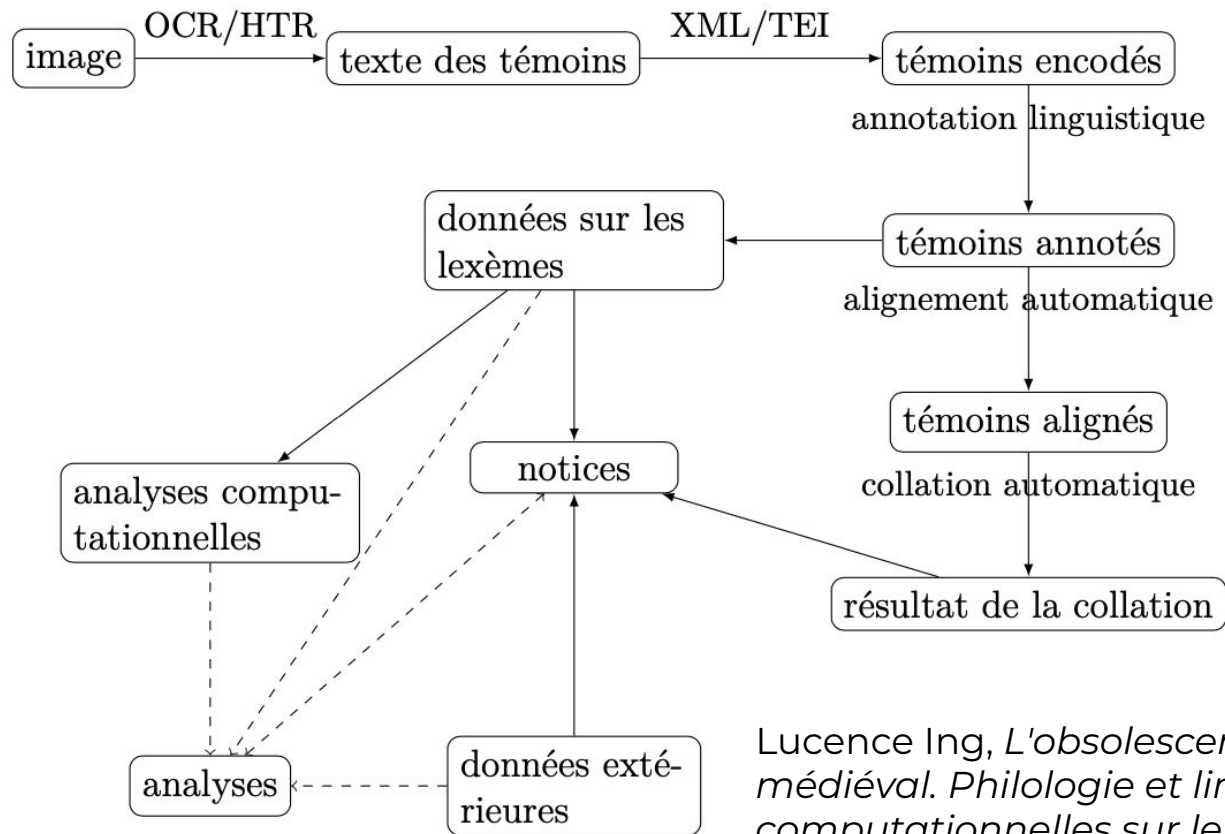 OCR/HTR
XML/TEI
image
texte des témoins
témoins encodés
annotation linguistique
données sur les
lexèmes
témoins annotés
alignement automatique
témoins alignés
notices
analyses compu-
tationnelles
collation automatique
résultat de la collation
analyses
données exté-
rieures
Lucence Ing, L'obsolescen
médiéval. Philologie et
computationnelles sur